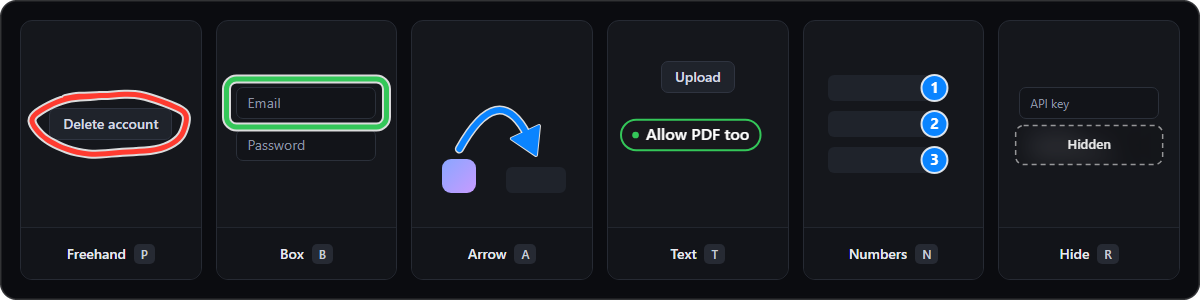 Delete account
Freehand P
Email
Password
Box B
Arrow A
Upload
Allow PDF too
Text T
1
2
3
Numbers N
API key
Hidden
Hide R